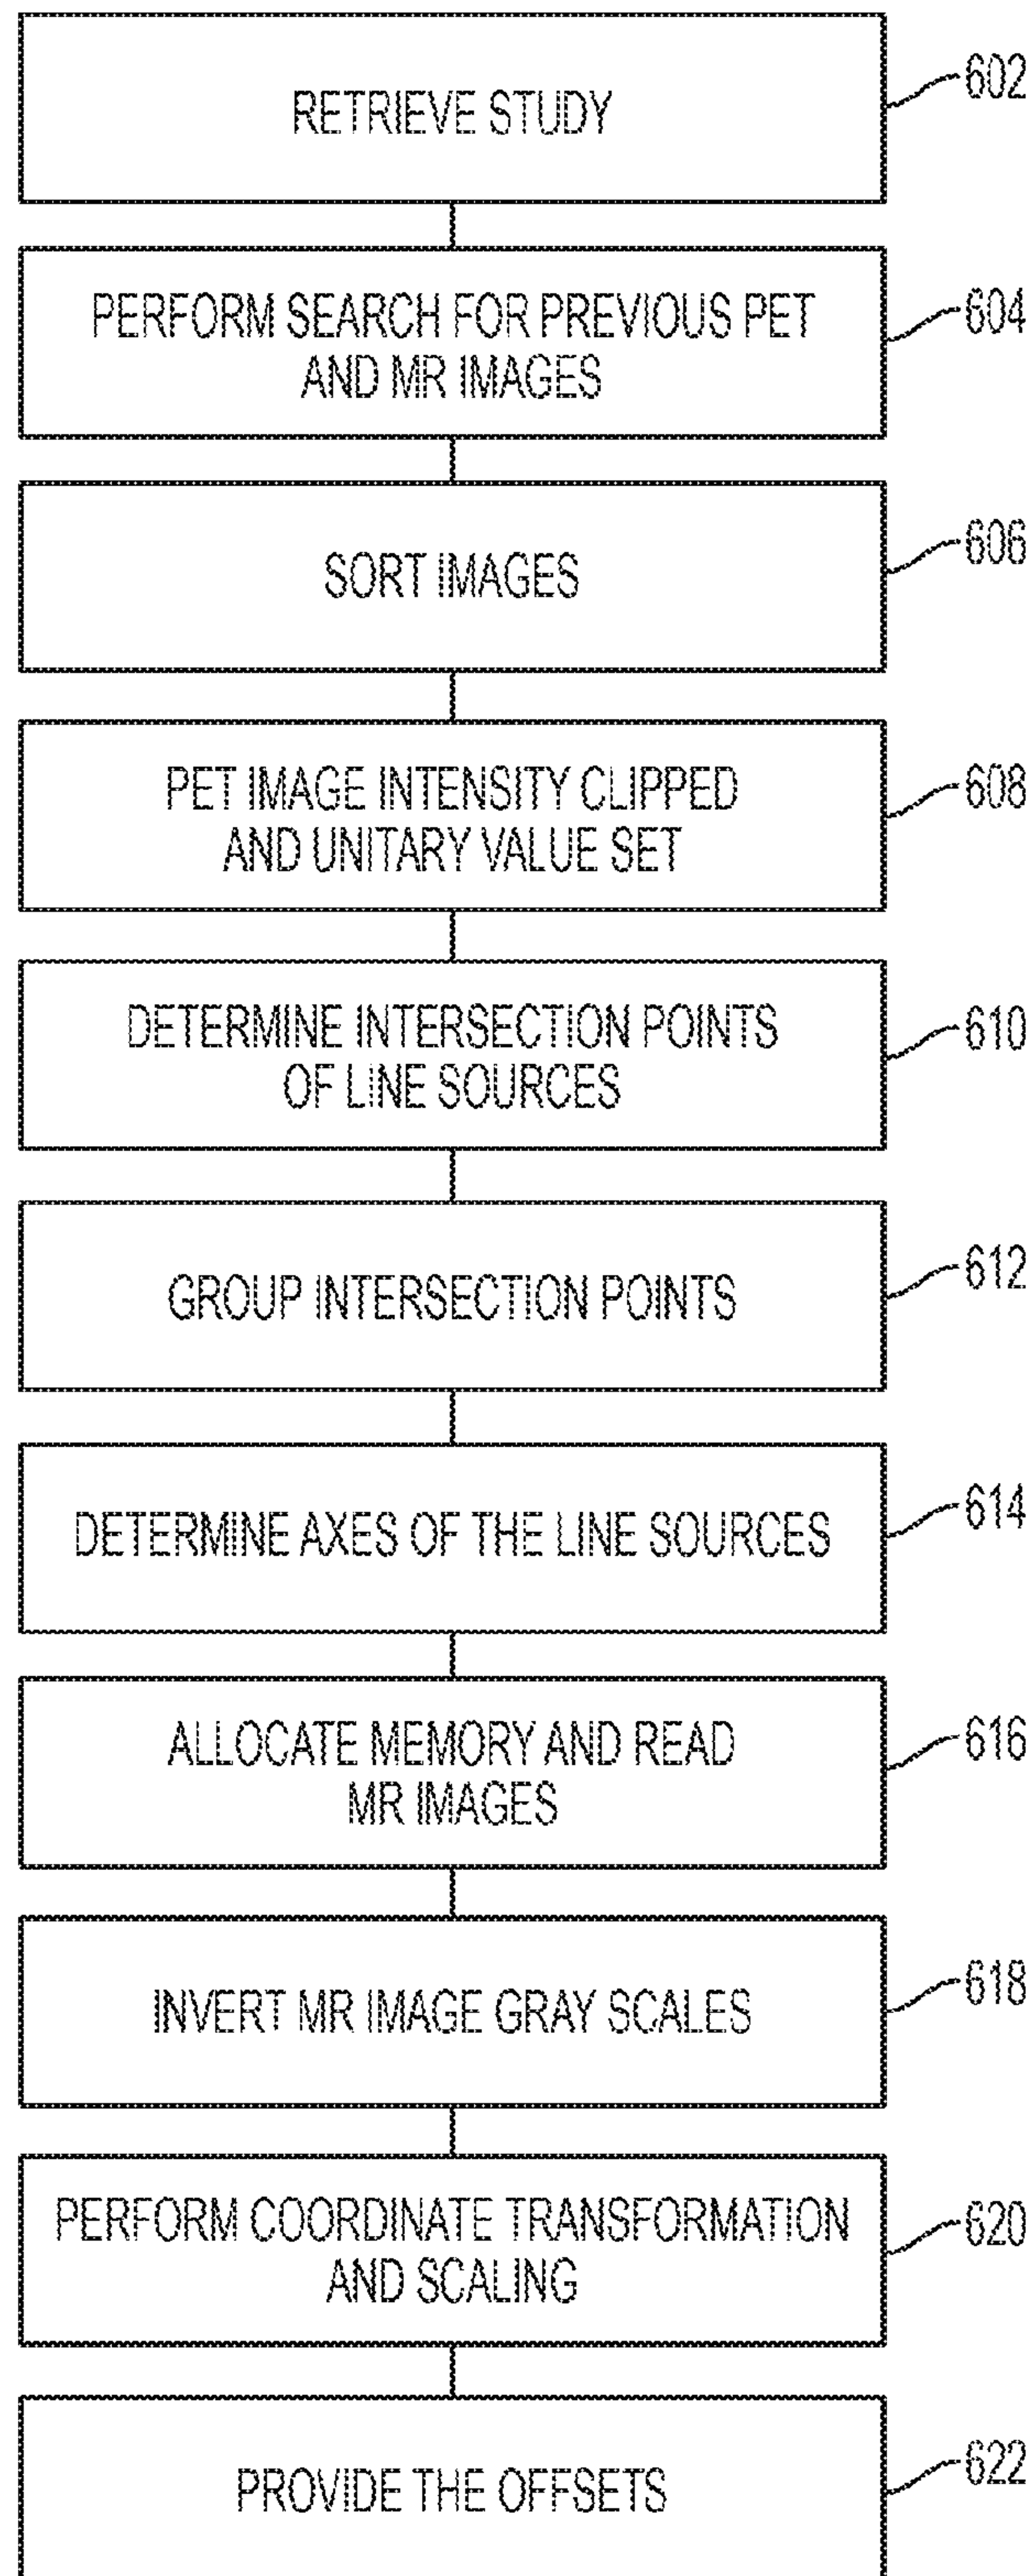 RETRIEVE STUDY
602
PERFORM SEARCH FOR PREVIOUS PET
AND MR IMAGES
604
SORT IMAGES
606
PET IMAGE INTENSITY CLIPPED
AND UNITARY VALUE SET
608
DETERMINE INTERSECTION POINTS
OF LINE SOURCES
610
GROUP INTERSECTION POINTS
612
DETERMINE AXES OF THE LINE SOURCES
614
ALLOCATE MEMORY AND READ
MR IMAGES
616
INVERT MR IMAGE GRAY SCALES
618
PERFORM COORDINATE TRANSFORMATION
AND SCALING
620
PROVIDE THE OFFSETS
622